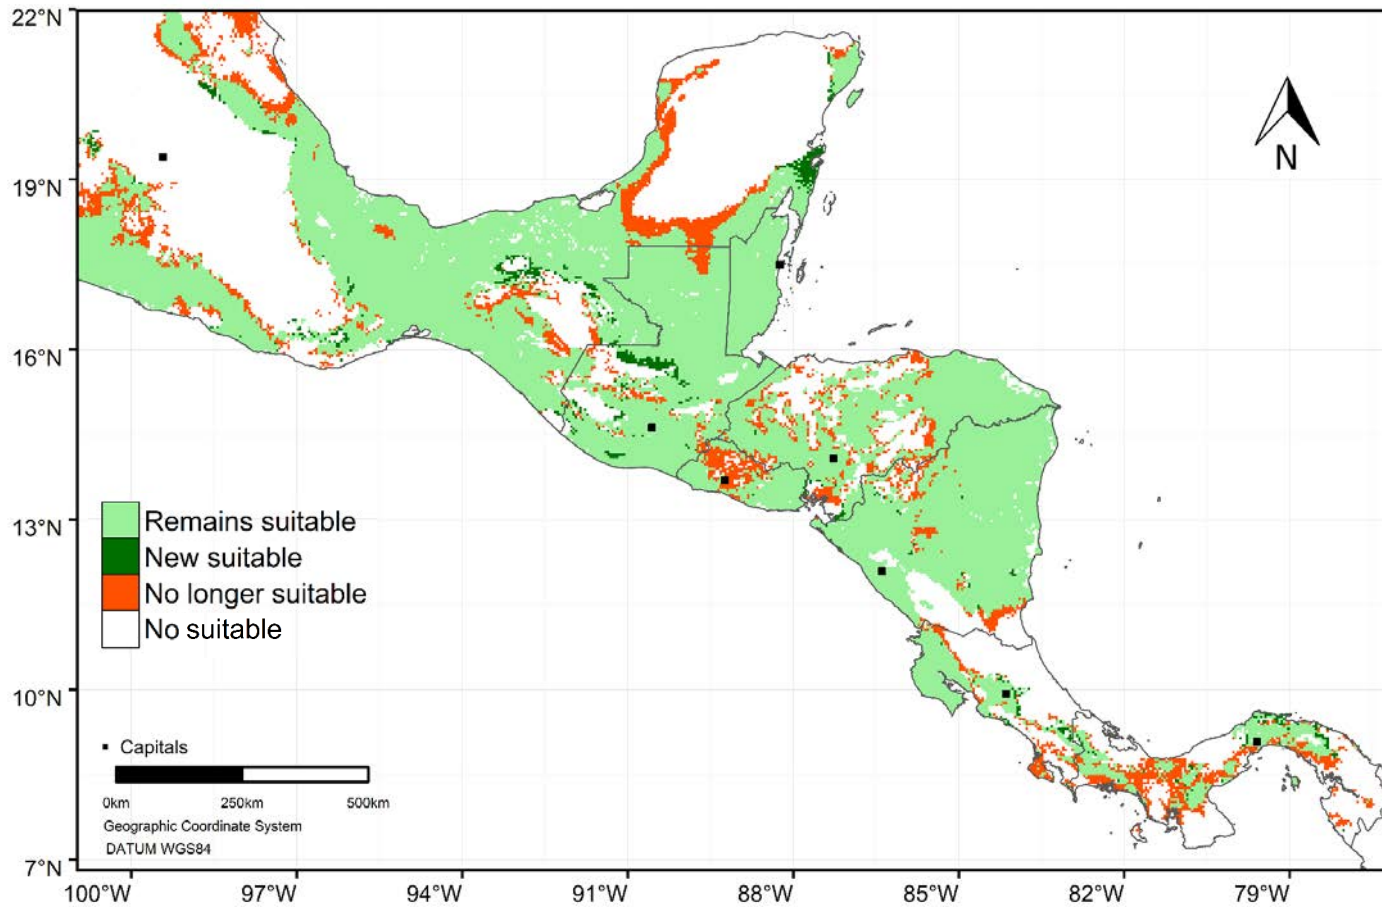 22°N
19°N
16°N
13°N
10°N
7°N
N
Remains suitable
New suitable
No longer suitable
No suitable
Capitals
0km 250km 500km
Geographic Coordinate System
DATUM WGS84
100°W 97°W 94°W 91°W 88°W 85°W 82°W 79°W